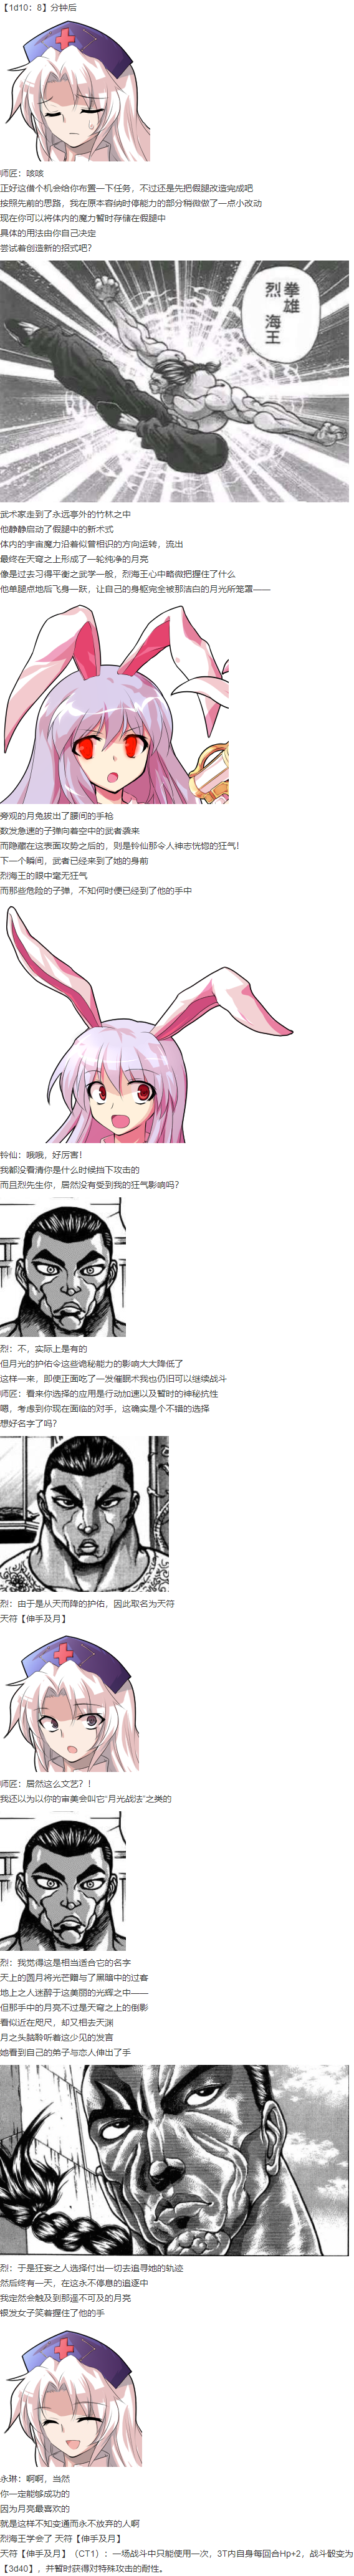 【1d10：8】分钟后
师匠：咳咳
正好这借个机会给你布置一下任务，不过还是先把假腿改造完成吧
按照先前的思路，我在原本容纳时停能力的部分稍微做了一点小改动
现在你可以将体内的魔力暂时存储在假腿中
具体的用法由你自己决定
尝试着创造新的招式吧？
拳雄
烈 海王
武术家走到了永远亭外的竹林之中
他静静启动了假腿中的新术式
体内的宇宙魔力沿着似曾相识的方向运转，流出
最终在天穹之上形成了一轮纯净的月亮
像是过去习得平衡之武学一般，烈海王心中略微把握住了什么
他单腿点地后飞身一跃，让自己的身躯完全被那洁白的月光所笼罩——
旁观的月兔拔出了腰间的手枪
数发急速的子弹向着空中的武者袭来
而隐藏在这表面攻势之后的，则是铃仙那令人神志恍惚的狂气！
下一个瞬间，武者已经来到了她的身前
烈海王的眼中毫无狂气
而那些危险的子弹，不知何时便已经到了他的手中
铃仙：哦哦，好厉害！
我都没看清你是什么时候挡下攻击的
而且烈先生你，居然没有受到我的狂气影响吗？
烈：不，实际上是有的
但月光的护佑令这些诡秘能力的影响大大降低了
这样一来，即便正面吃了一发催眠术我也仍旧可以继续战斗
师匠：看来你选择的应用是行动加速以及暂时的神秘抗性
嗯，考虑到你现在面临的对手，这确实是个不错的选择
想好名字了吗？
烈：由于是从天而降的护佑，因此取名为天符
天符【伸手及月】
师匠：居然这么文艺？！
我还以为以你的审美会叫它“月光战法”之类的
烈：我觉得这是相当适合它的名字
天上的圆月将光芒赠与了黑暗中的过客
地上之人迷醉于这美丽的光辉之中——
但那手中的月亮不过是天穹之上的倒影
看似近在咫尺，却又相去天渊
月之头脑聆听着这少见的发言
她看到自己的弟子与恋人伸出了手
烈：于是狂妄之人选择付出一切去追寻她的轨迹
然后终有一天，在这永不停息的追逐中
我定然会触及到那遥不可及的月亮
银发女子笑着握住了他的手
永琳：啊啊，当然
你一定能够成功的
因为月亮最喜欢的
就是这样不知变通而永不放弃的人啊
烈海王学会了 天符【伸手及月】
天符【伸手及月】（CT1）：一场战斗中只能使用一次，3T内自身每回合Hp+2，战斗骰变为
【3d40】，并暂时获得对特殊攻击的耐性。